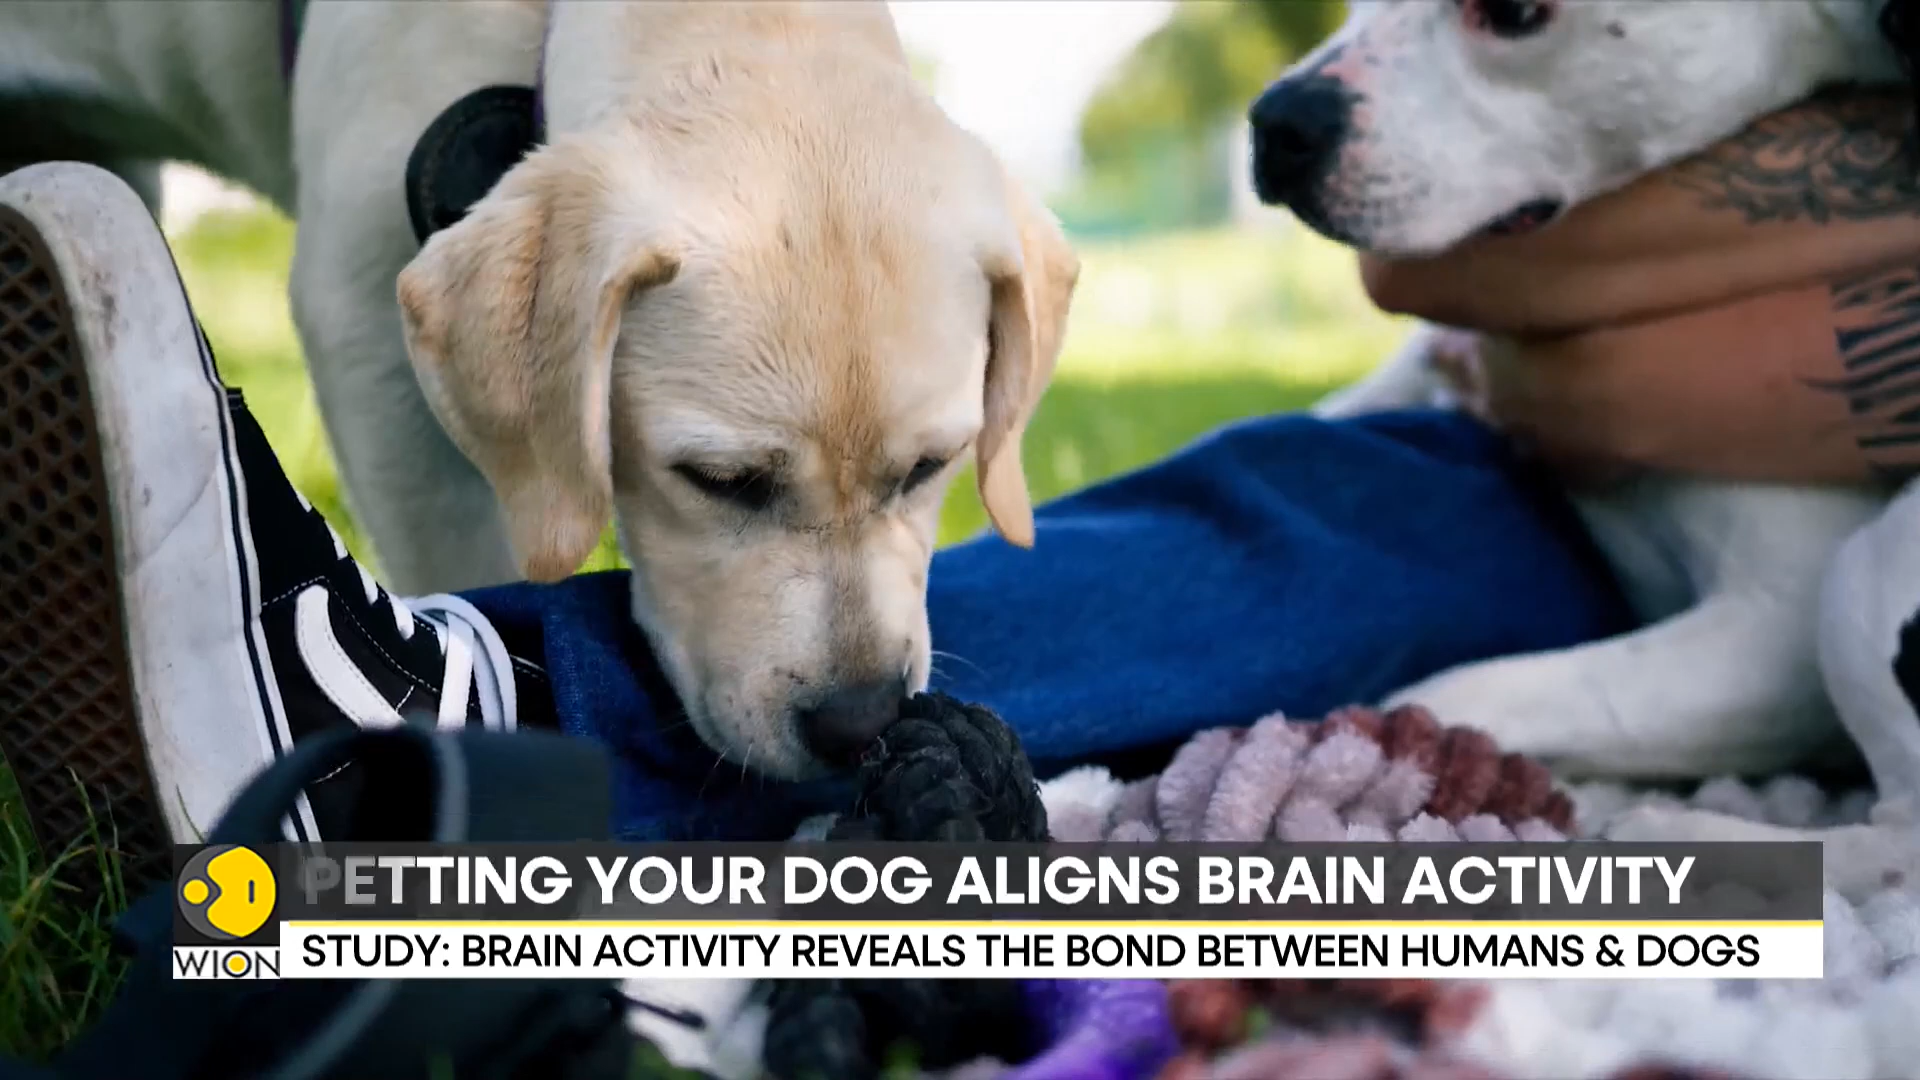 PETTING YOUR DOG ALIGNS BRAIN ACTIVITY
STUDY: BRAIN ACTIVITY REVEALS THE BOND BETWEEN HUMANS & DOGS
WION